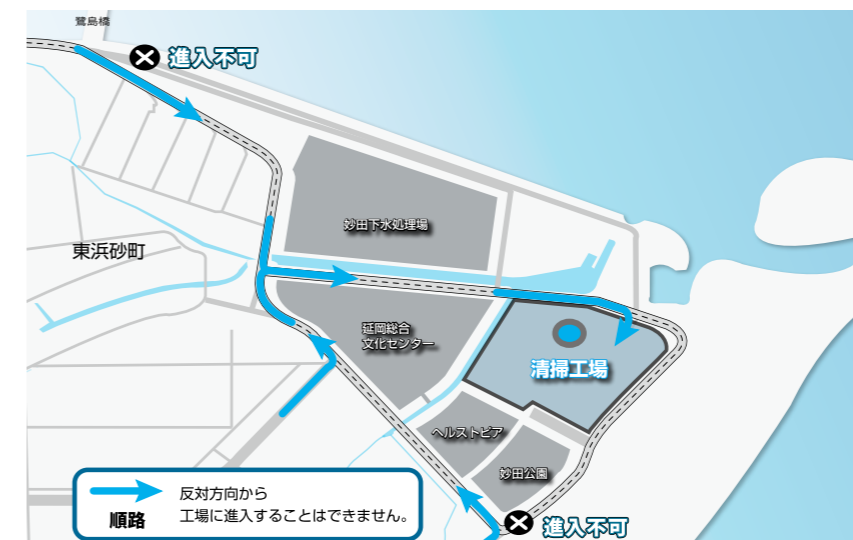 鷺島橋
進入不可
妙田下水処理場
東浜砂町
延岡総合
文化センター
清掃工場
ヘルストピア
妙田公園
反対方向から
順路
工場に進入することはできません。
進入不可